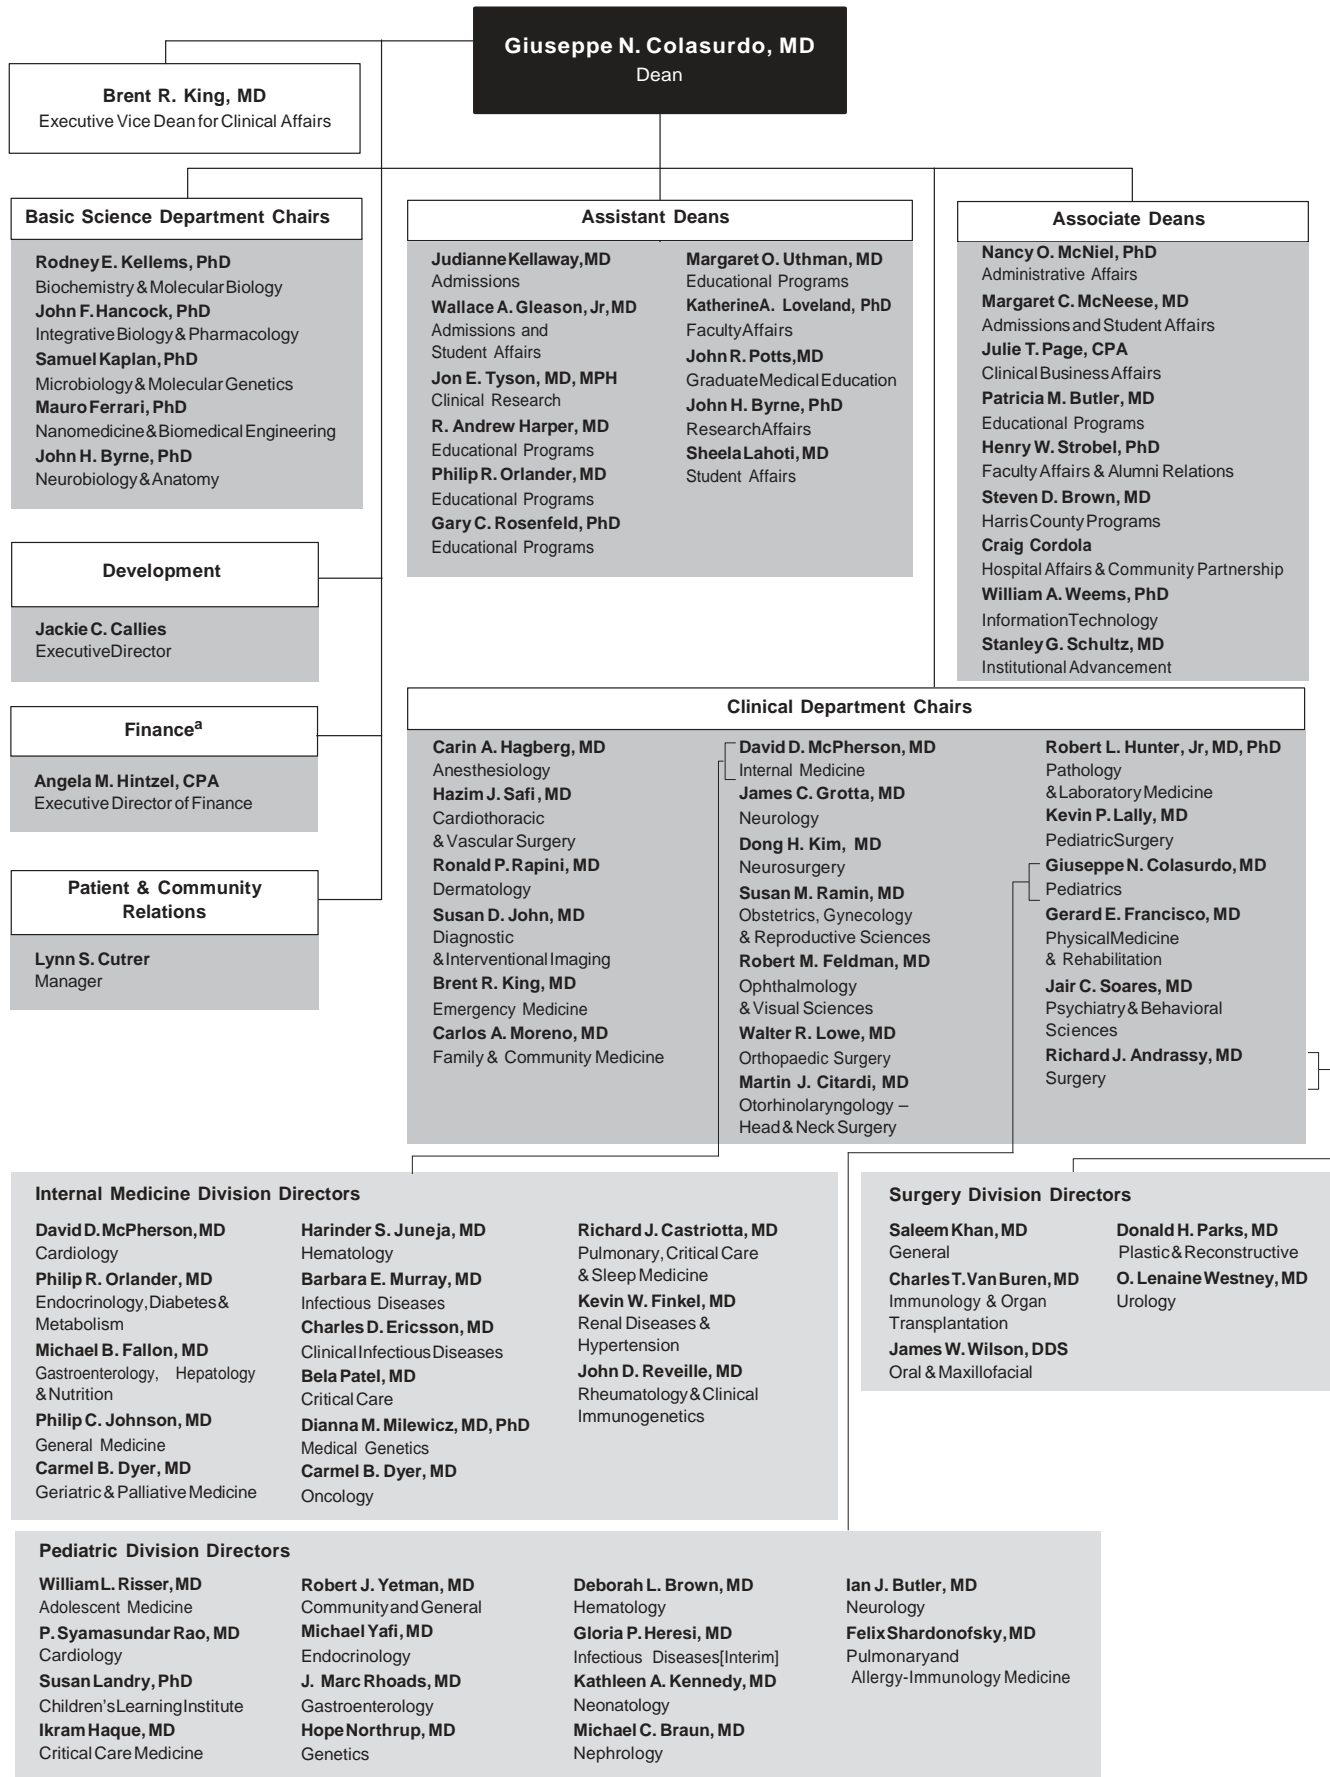 Giuseppe N. Colasurdo, MD
Dean
Brent R. King, MD
Executive Vice Dean for Clinical Affairs
Basic Science Department Chairs
Rodney E. Kellems, PhD
Biochemistry & Molecular Biology
John F. Hancock, PhD
Integrative Biology & Pharmacology
Samuel Kaplan, PhD
Microbiology & Molecular Genetics
Mauro Ferrari, PhD
Nanomedicine & Biomedical Engineering
John H. Byrne, PhD
Neurobiology & Anatomy
Assistant Deans
Judianne Kellaway, MD
Admissions
Wallace A. Gleason, Jr, MD
Admissions and
Student Affairs
Jon E. Tyson, MD, MPH
Clinical Research
R. Andrew Harper, MD
Educational Programs
Philip R. Orlander, MD
Educational Programs
Gary C. Rosenfeld, PhD
Educational Programs
Margaret O. Uthman, MD
Educational Programs
Katherine A. Loveland, PhD
Faculty Affairs
John R. Potts, MD
Graduate Medical Education
John H. Byrne, PhD
Research Affairs
Sheela Lahoti, MD
Student Affairs
Associate Deans
Nancy O. McNiel, PhD
Administrative Affairs
Margaret C. McNeese, MD
Admissions and Student Affairs
Julie T. Page, CPA
Clinical Business Affairs
Patricia M. Butler, MD
Educational Programs
Henry W. Strobel, PhD
Faculty Affairs & Alumni Relations
Steven D. Brown, MD
Harris County Programs
Craig Cordola
Hospital Affairs & Community Partnership
William A. Weems, PhD
Information Technology
Stanley G. Schultz, MD
Institutional Advancement
Development
Jackie C. Callies
Executive Director
Finance a
Angela M. Hintzel, CPA
Executive Director of Finance
Patient & Community
Relations
Lynn S. Cutrer
Manager
Clinical Department Chairs
Carin A. Hagberg, MD
Anesthesiology
Hazim J. Safi, MD
Cardiothoracic
& Vascular Surgery
Ronald P. Rapini, MD
Dermatology
Susan D. John, MD
Diagnostic
& Interventional Imaging
Brent R. King, MD
Emergency Medicine
Carlos A. Moreno, MD
Family & Community Medicine
David D. McPherson, MD
Internal Medicine
James C. Grotta, MD
Neurology
Dong H. Kim, MD
Neurosurgery
Susan M. Ramin, MD
Obstetrics, Gynecology
& Reproductive Sciences
Robert M. Feldman, MD
Ophthalmology
& Visual Sciences
Walter R. Lowe, MD
Orthopaedic Surgery
Martin J. Citardi, MD
Otorhinolaryngology –
Head & Neck Surgery
Robert L. Hunter, Jr, MD, PhD
Pathology
& Laboratory Medicine
Kevin P. Lally, MD
Pediatric Surgery
Giuseppe N. Colasurdo, MD
Pediatrics
Gerard E. Francisco, MD
Physical Medicine
& Rehabilitation
Jair C. Soares, MD
Psychiatry & Behavioral
Sciences
Richard J. Andrassy, MD
Surgery
Internal Medicine Division Directors
David D. McPherson, MD
Cardiology
Philip R. Orlander, MD
Endocrinology, Diabetes &
Metabolism
Michael B. Fallon, MD
Gastroenterology, Hepatology
& Nutrition
Philip C. Johnson, MD
General Medicine
Carmel B. Dyer, MD
Geriatric & Palliative Medicine
Harinder S. Juneja, MD
Hematology
Barbara E. Murray, MD
Infectious Diseases
Charles D. Ericsson, MD
Clinical Infectious Diseases
Bela Patel, MD
Critical Care
Dianna M. Milewicz, MD, PhD
Medical Genetics
Carmel B. Dyer, MD
Oncology
Richard J. Castriotta, MD
Pulmonary, Critical Care
& Sleep Medicine
Kevin W. Finkel, MD
Renal Diseases &
Hypertension
John D. Reveille, MD
Rheumatology & Clinical
Immunogenetics
Surgery Division Directors
Saleem Khan, MD
General
Charles T. Van Buren, MD
Immunology & Organ
Transplantation
James W. Wilson, DDS
Oral & Maxillofacial
Donald H. Parks, MD
Plastic & Reconstructive
O. Lenaine Westney, MD
Urology
Pediatric Division Directors
William L. Risser, MD
Adolescent Medicine
P. Syamasundar Rao, MD
Cardiology
Susan Landry, PhD
Children's Learning Institute
Ikram Haque, MD
Critical Care Medicine
Robert J. Yetman, MD
Community and General
Michael Yafi, MD
Endocrinology
J. Marc Rhoads, MD
Gastroenterology
Hope Northrup, MD
Genetics
Deborah L. Brown, MD
Hematology
Gloria P. Heresi, MD
Infectious Diseases [Interim]
Kathleen A. Kennedy, MD
Neonatology
Michael C. Braun, MD
Nephrology
Ian J. Butler, MD
Neurology
Felix Shardonofsky, MD
Pulmonary and
Allergy-Immunology Medicine